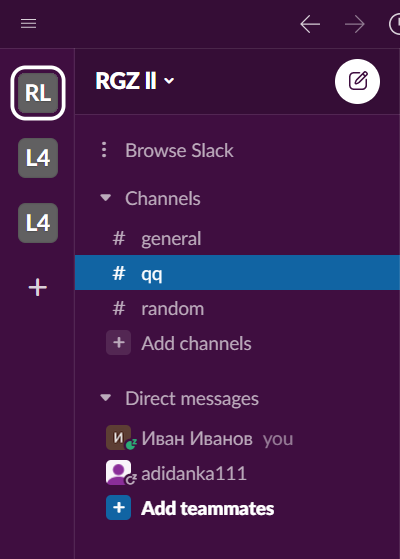 RL
RGZ ll
L4
L4
Browse Slack
Channels
# general
# qq
# random
+ Add channels
Direct messages
И Иван Иванов you
adidanka111
+ Add teammates